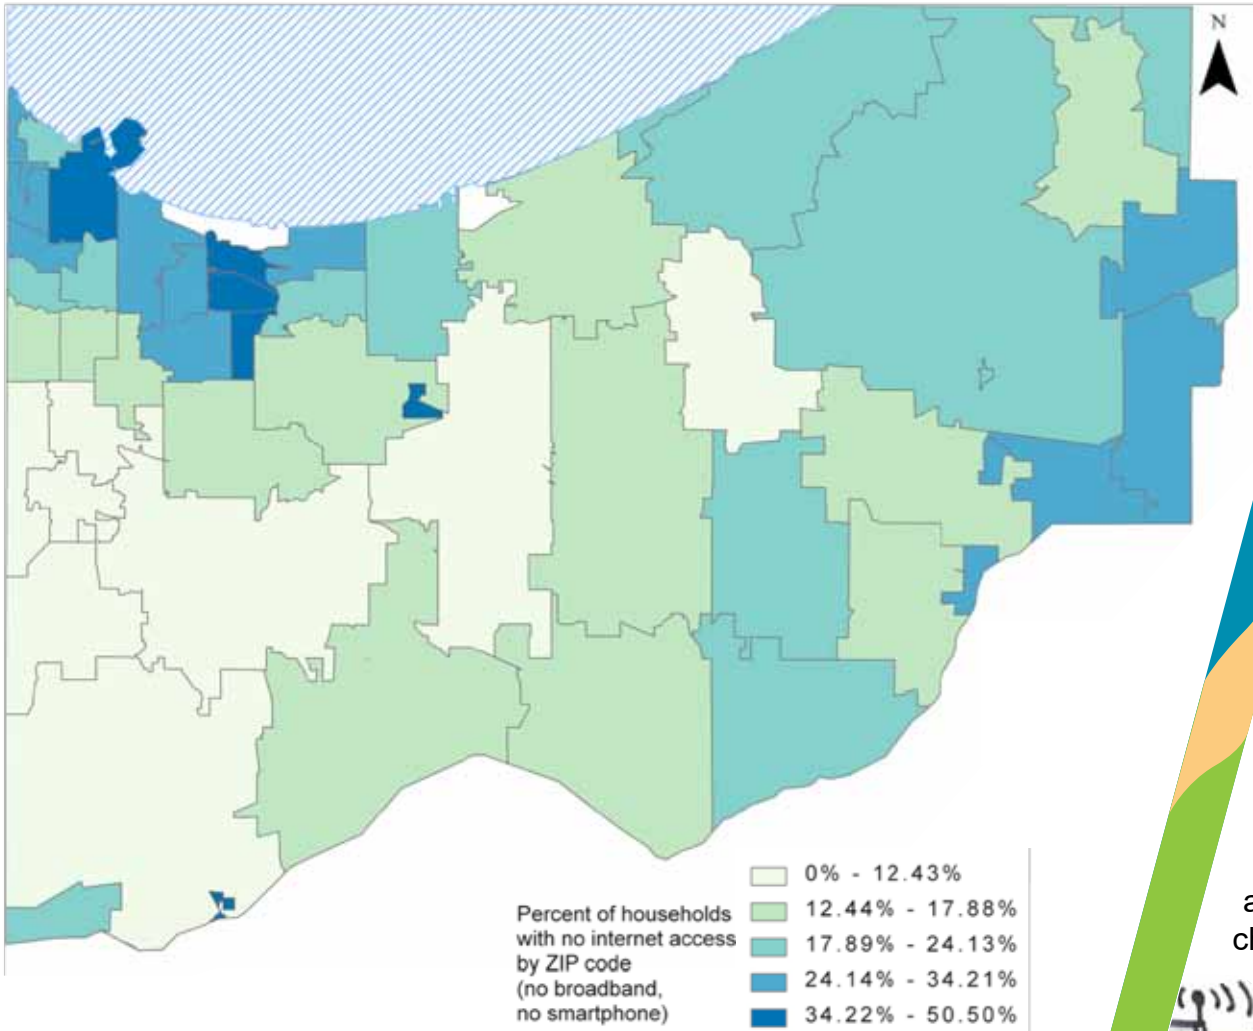 N
Percent of households
with no internet access
by ZIP code
(no broadband,
no smartphone)
0% - 12.43%
12.44% - 17.88%
17.89% - 24.13%
24.14% - 34.21%
34.22% - 50.50%
a
cl